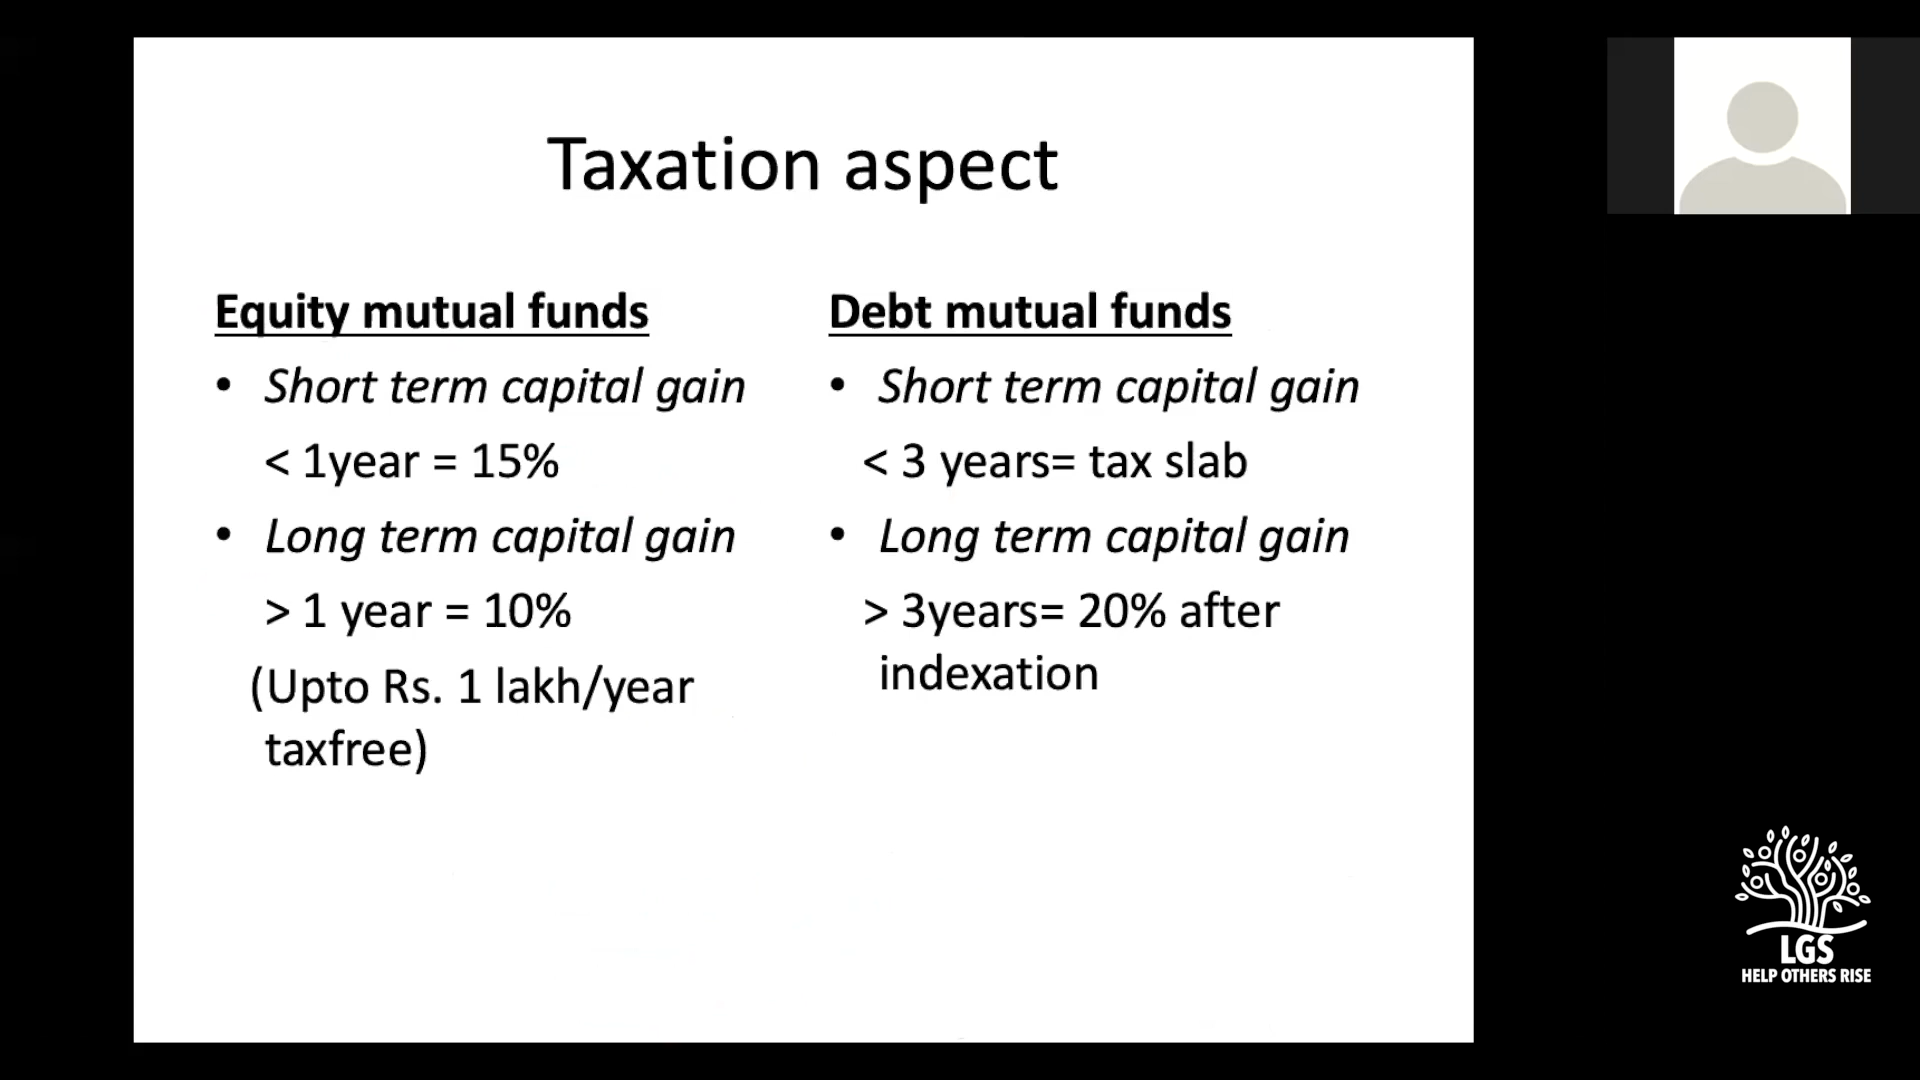 Taxation aspect
Equity mutual funds
• Short term capital gain
< 1year = 15%
• Long term capital gain
> 1 year = 10%
(Upto Rs. 1 lakh/year
taxfree)
Debt mutual funds
• Short term capital gain
< 3 years= tax slab
• Long term capital gain
> 3years= 20% after
indexation
LGS
HELP OTHERS RISE